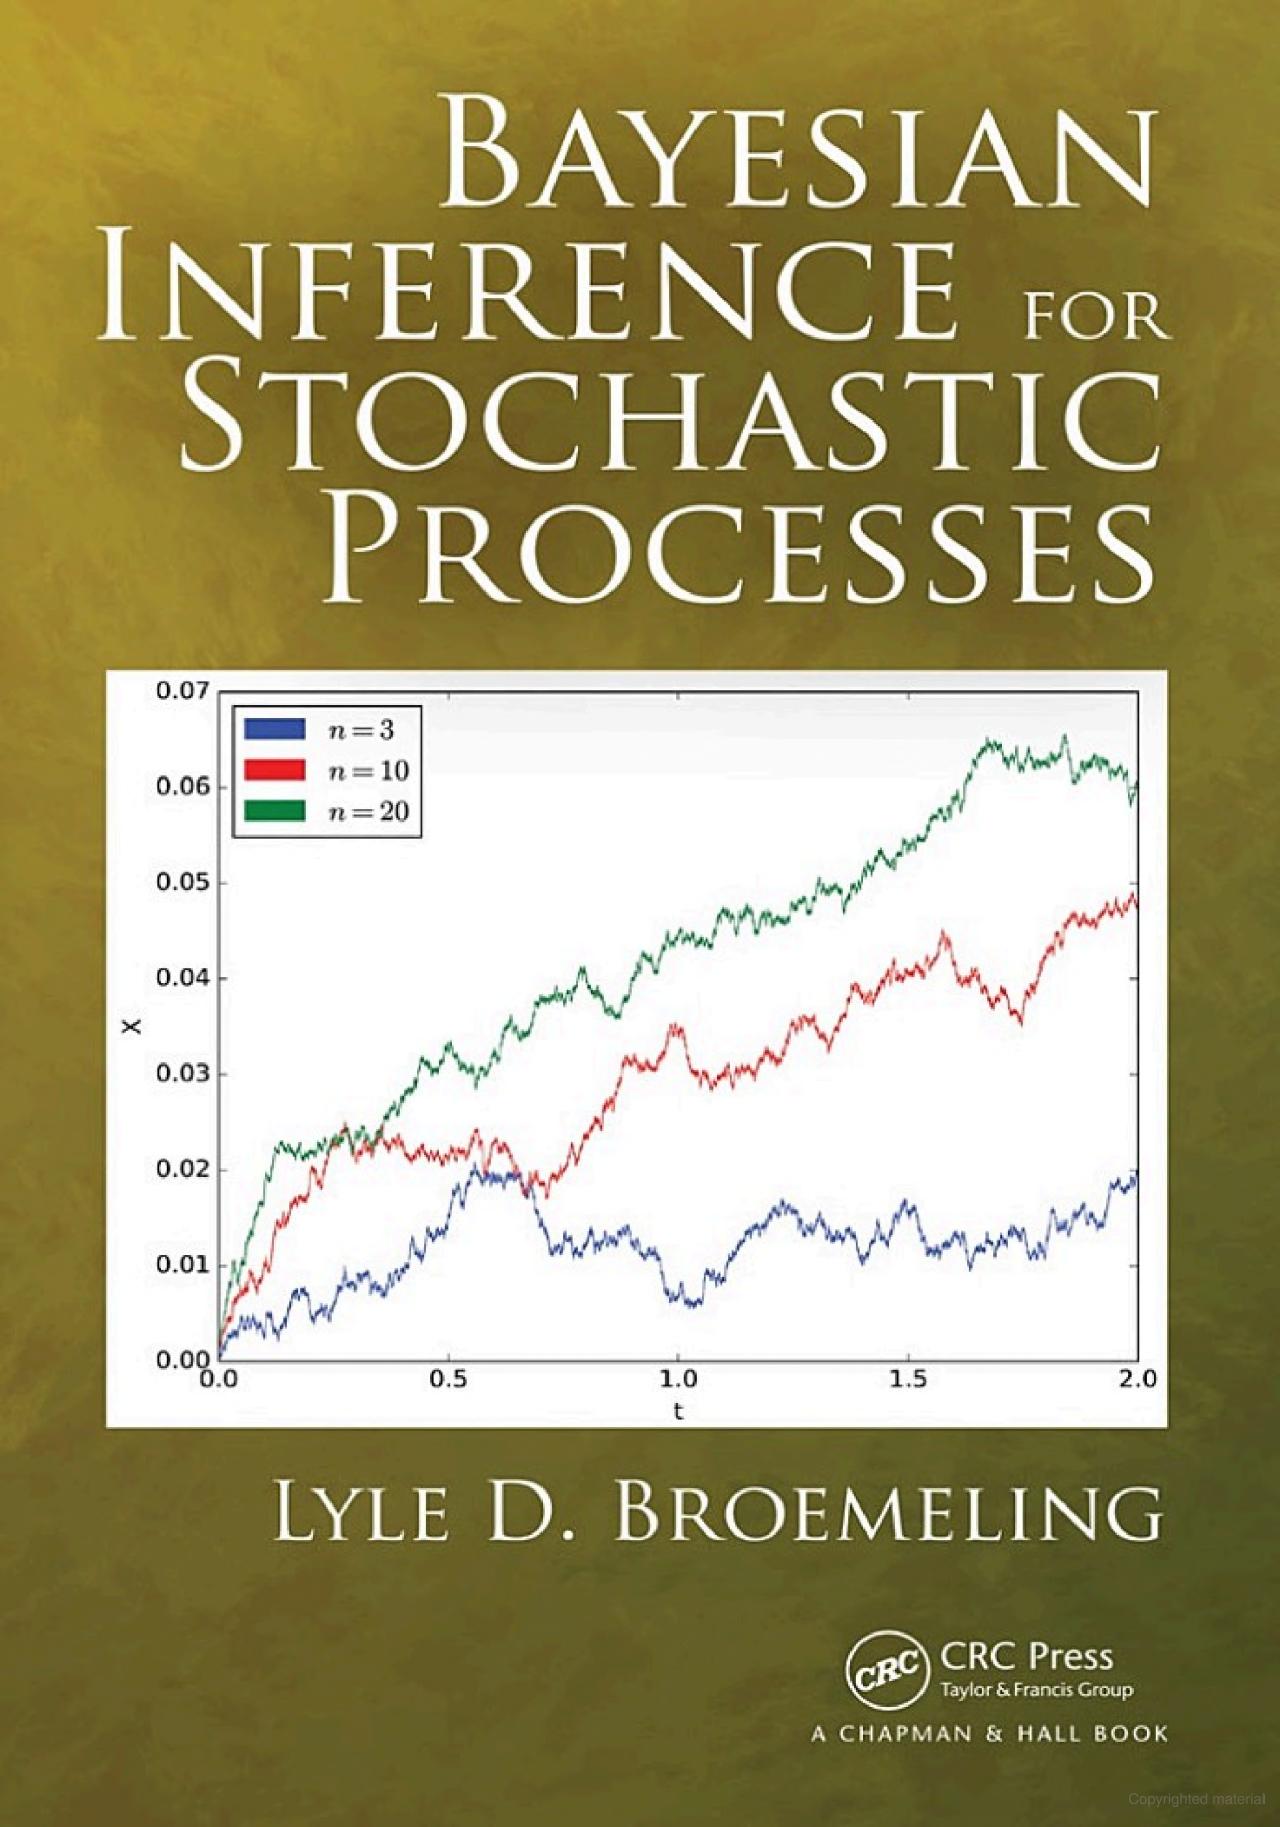 BAYESIAN
INFERENCE FOR
STOCHASTIC
PROCESSES
0.07
0.06
0.05
0.04
0.03
0.02
0.01
0.00
X
n = 3
n = 10
n = 20
0.0 0.5 1.0 1.5 2.0
t
LYLE D. BROEMELING
CRC CRC Press
Taylor & Francis Group
A CHAPMAN & HALL BOOK
Copyrighted material